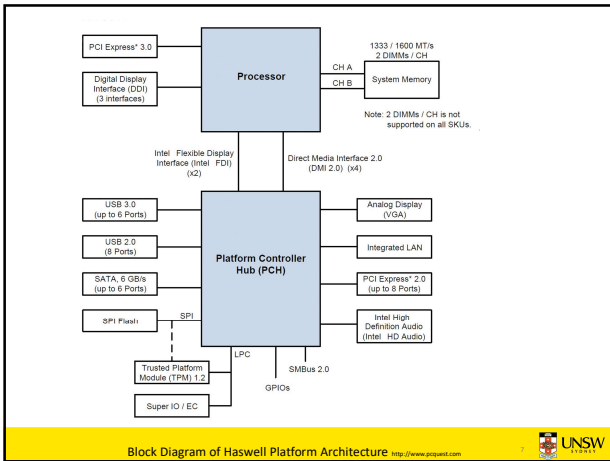 PCI Express* 3.0
Digital Display
Interface (DDI)
(3 interfaces)
Processor
CH A
CH B
1333 / 1600 MT/s
2 DIMMs / CH
System Memory
Note: 2 DIMMs / CH is not
supported on all SKUs.
Intel Flexible Display
Interface (Intel FDI)
(x2)
Direct Media Interface 2.0
(DMI 2.0) (x4)
USB 3.0
(up to 6 Ports)
USB 2.0
(8 Ports)
SATA, 6 GB/s
(up to 6 Ports)
SPI Flash
SPI
Platform Controller
Hub (PCH)
Analog Display
(VGA)
Integrated LAN
PCI Express* 2.0
(up to 8 Ports)
Intel High
Definition Audio
(Intel HD Audio)
Trusted Platform
Module (TPM) 1.2
LPC
SMBus 2.0
GPIOs
Super IO / EC
Block Diagram of Haswell Platform Architecture http://www.pcquest.com
7
UNSW
SYDNEY